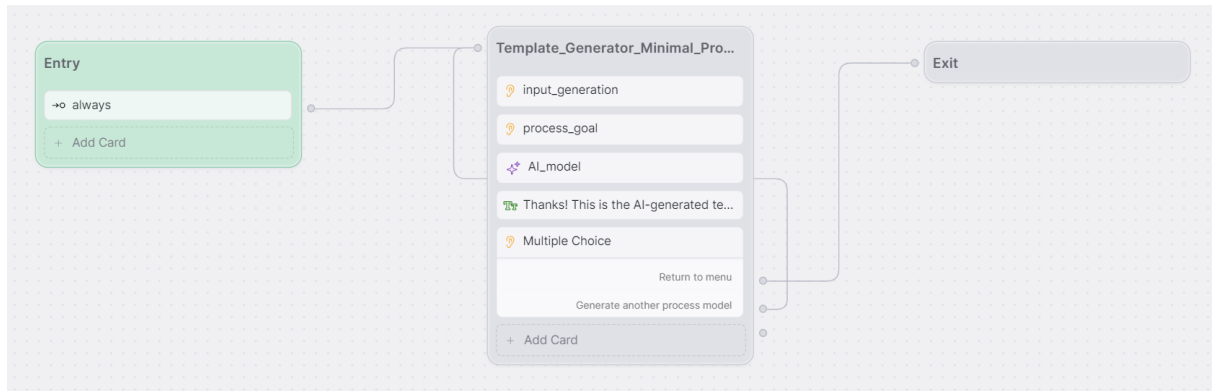 Entry
always
+ Add Card
Template_Generator_Minimal_Pro...
input_generation
process_goal
AI_model
Thanks! This is the AI-generated te...
Multiple Choice
Return to menu
Generate another process model
+ Add Card
Exit